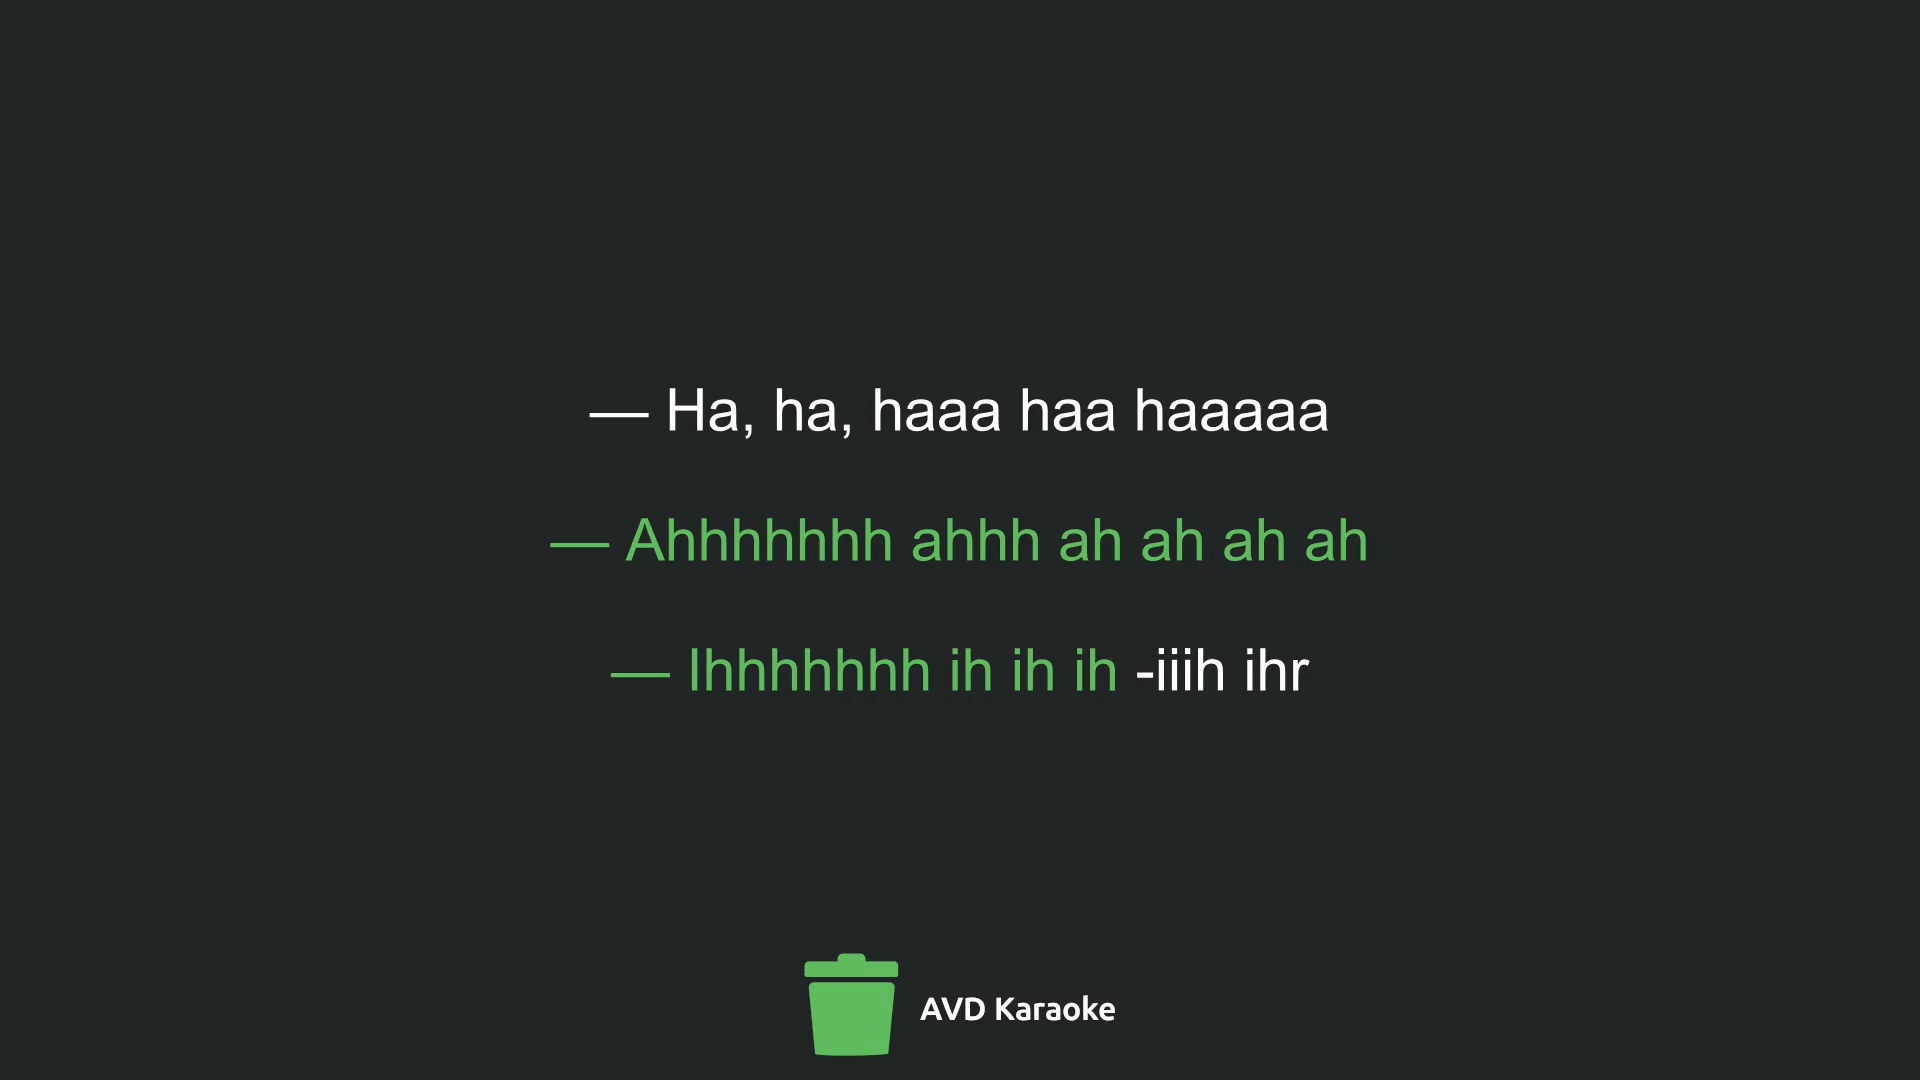 — Ha, ha, haaa haa haaaaa
— Ahhhhhhh ahhh ah ah ah ah
— Ihhhhhhh ih ih ih -iiih ihr
AVD Karaoke